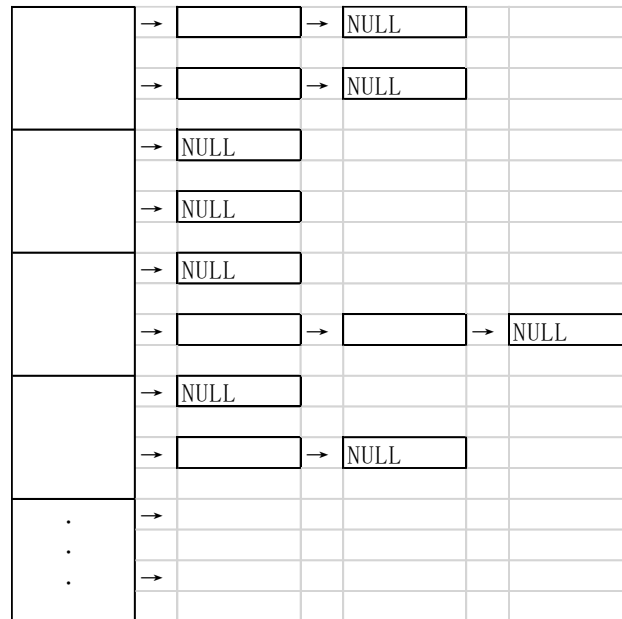 → → NULL
→ → NULL
→ NULL
→ NULL
→ NULL
→ → → NULL
→ NULL
→ → NULL
. →
.
. →